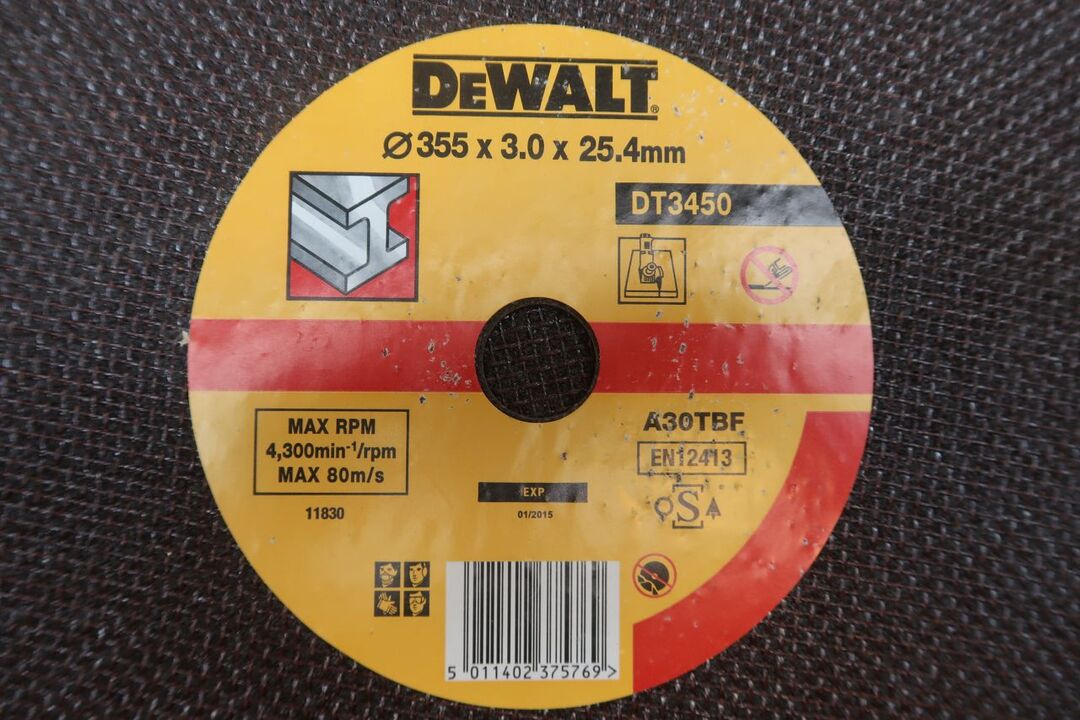 DEWALT®
Ø355 x 3.0 x 25.4mm
DT3450
MAX RPM
4,300min⁻¹/rpm
MAX 80m/s
11830
A30TBF
EN12413
S
EXP
01/2015
5 011402 375769 >